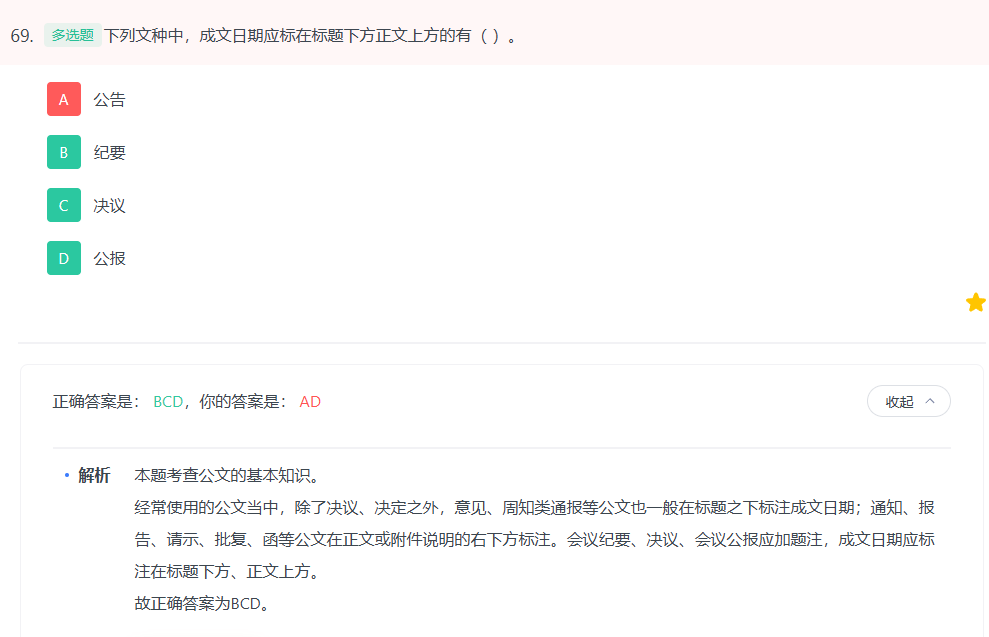 69. 多选题 下列文种中，成文日期应标在标题下方正文上方的有（ ）。
A 公告
B 纪要
C 决议
D 公报
正确答案是： BCD，你的答案是： AD
收起
解析 本题考查公文的基本知识。
经常使用的公文当中，除了决议、决定之外，意见、周知类通报等公文也一般在标题之下标注成文日期；通知、报
告、请示、批复、函等公文在正文或附件说明的右下方标注。会议纪要、决议、会议公报应加题注，成文日期应标
注在标题下方、正文上方。
故正确答案为BCD。